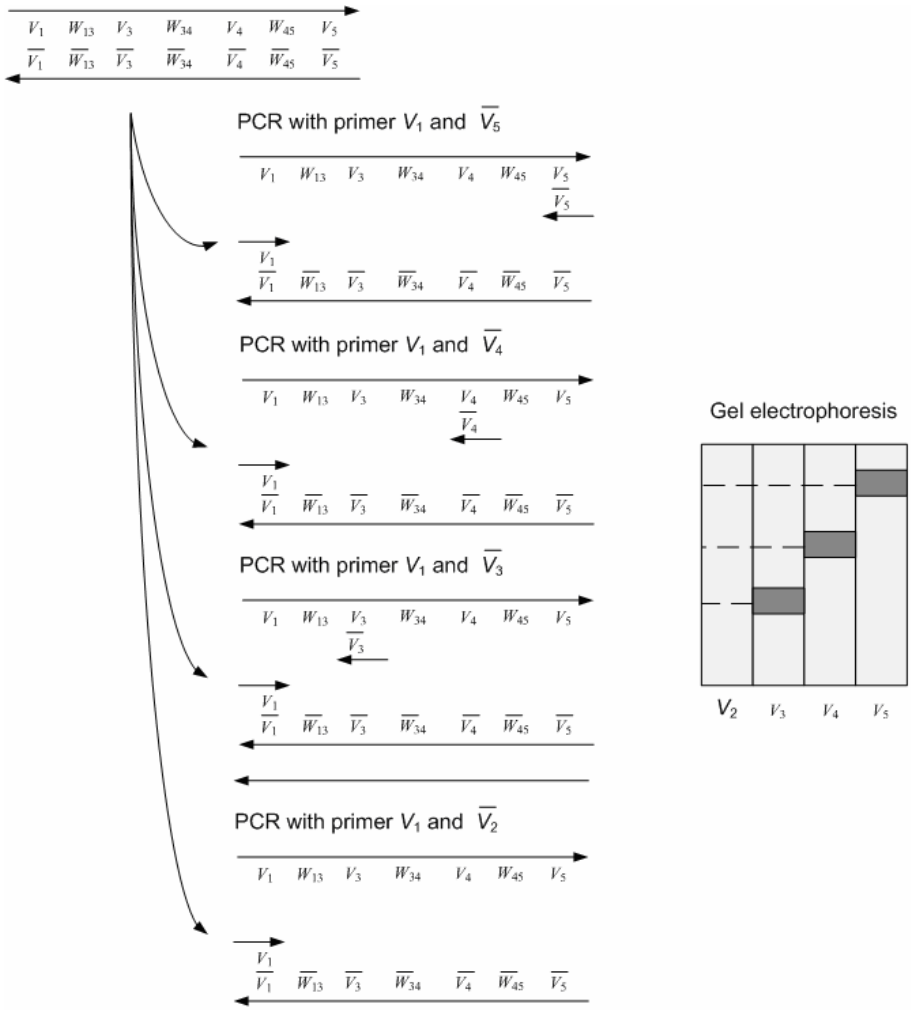 V₁ W₁₃ V₃ W₃₄ V₄ W₄₅ V₅
V̅₁ W̅₁₃ V̅₃ W̅₃₄ V̅₄ W̅₄₅ V̅₅
PCR with primer V₁ and V̅₅
V₁ W₁₃ V₃ W₃₄ V₄ W₄₅ V₅
V̅₅
V₁
V̅₁ W̅₁₃ V̅₃ W̅₃₄ V̅₄ W̅₄₅ V̅₅
PCR with primer V₁ and V̅₄
V₁ W₁₃ V₃ W₃₄ V₄ W₄₅ V₅
V̅₄
V₁
V̅₁ W̅₁₃ V̅₃ W̅₃₄ V̅₄ W̅₄₅ V̅₅
PCR with primer V₁ and V̅₃
V₁ W₁₃ V₃ W₃₄ V₄ W₄₅ V₅
V̅₃
V₁
V̅₁ W̅₁₃ V̅₃ W̅₃₄ V̅₄ W̅₄₅ V̅₅
PCR with primer V₁ and V̅₂
V₁ W₁₃ V₃ W₃₄ V₄ W₄₅ V₅
V₁
V̅₁ W̅₁₃ V̅₃ W̅₃₄ V̅₄ W̅₄₅ V̅₅
Gel electrophoresis
V₂ V₃ V₄ V₅